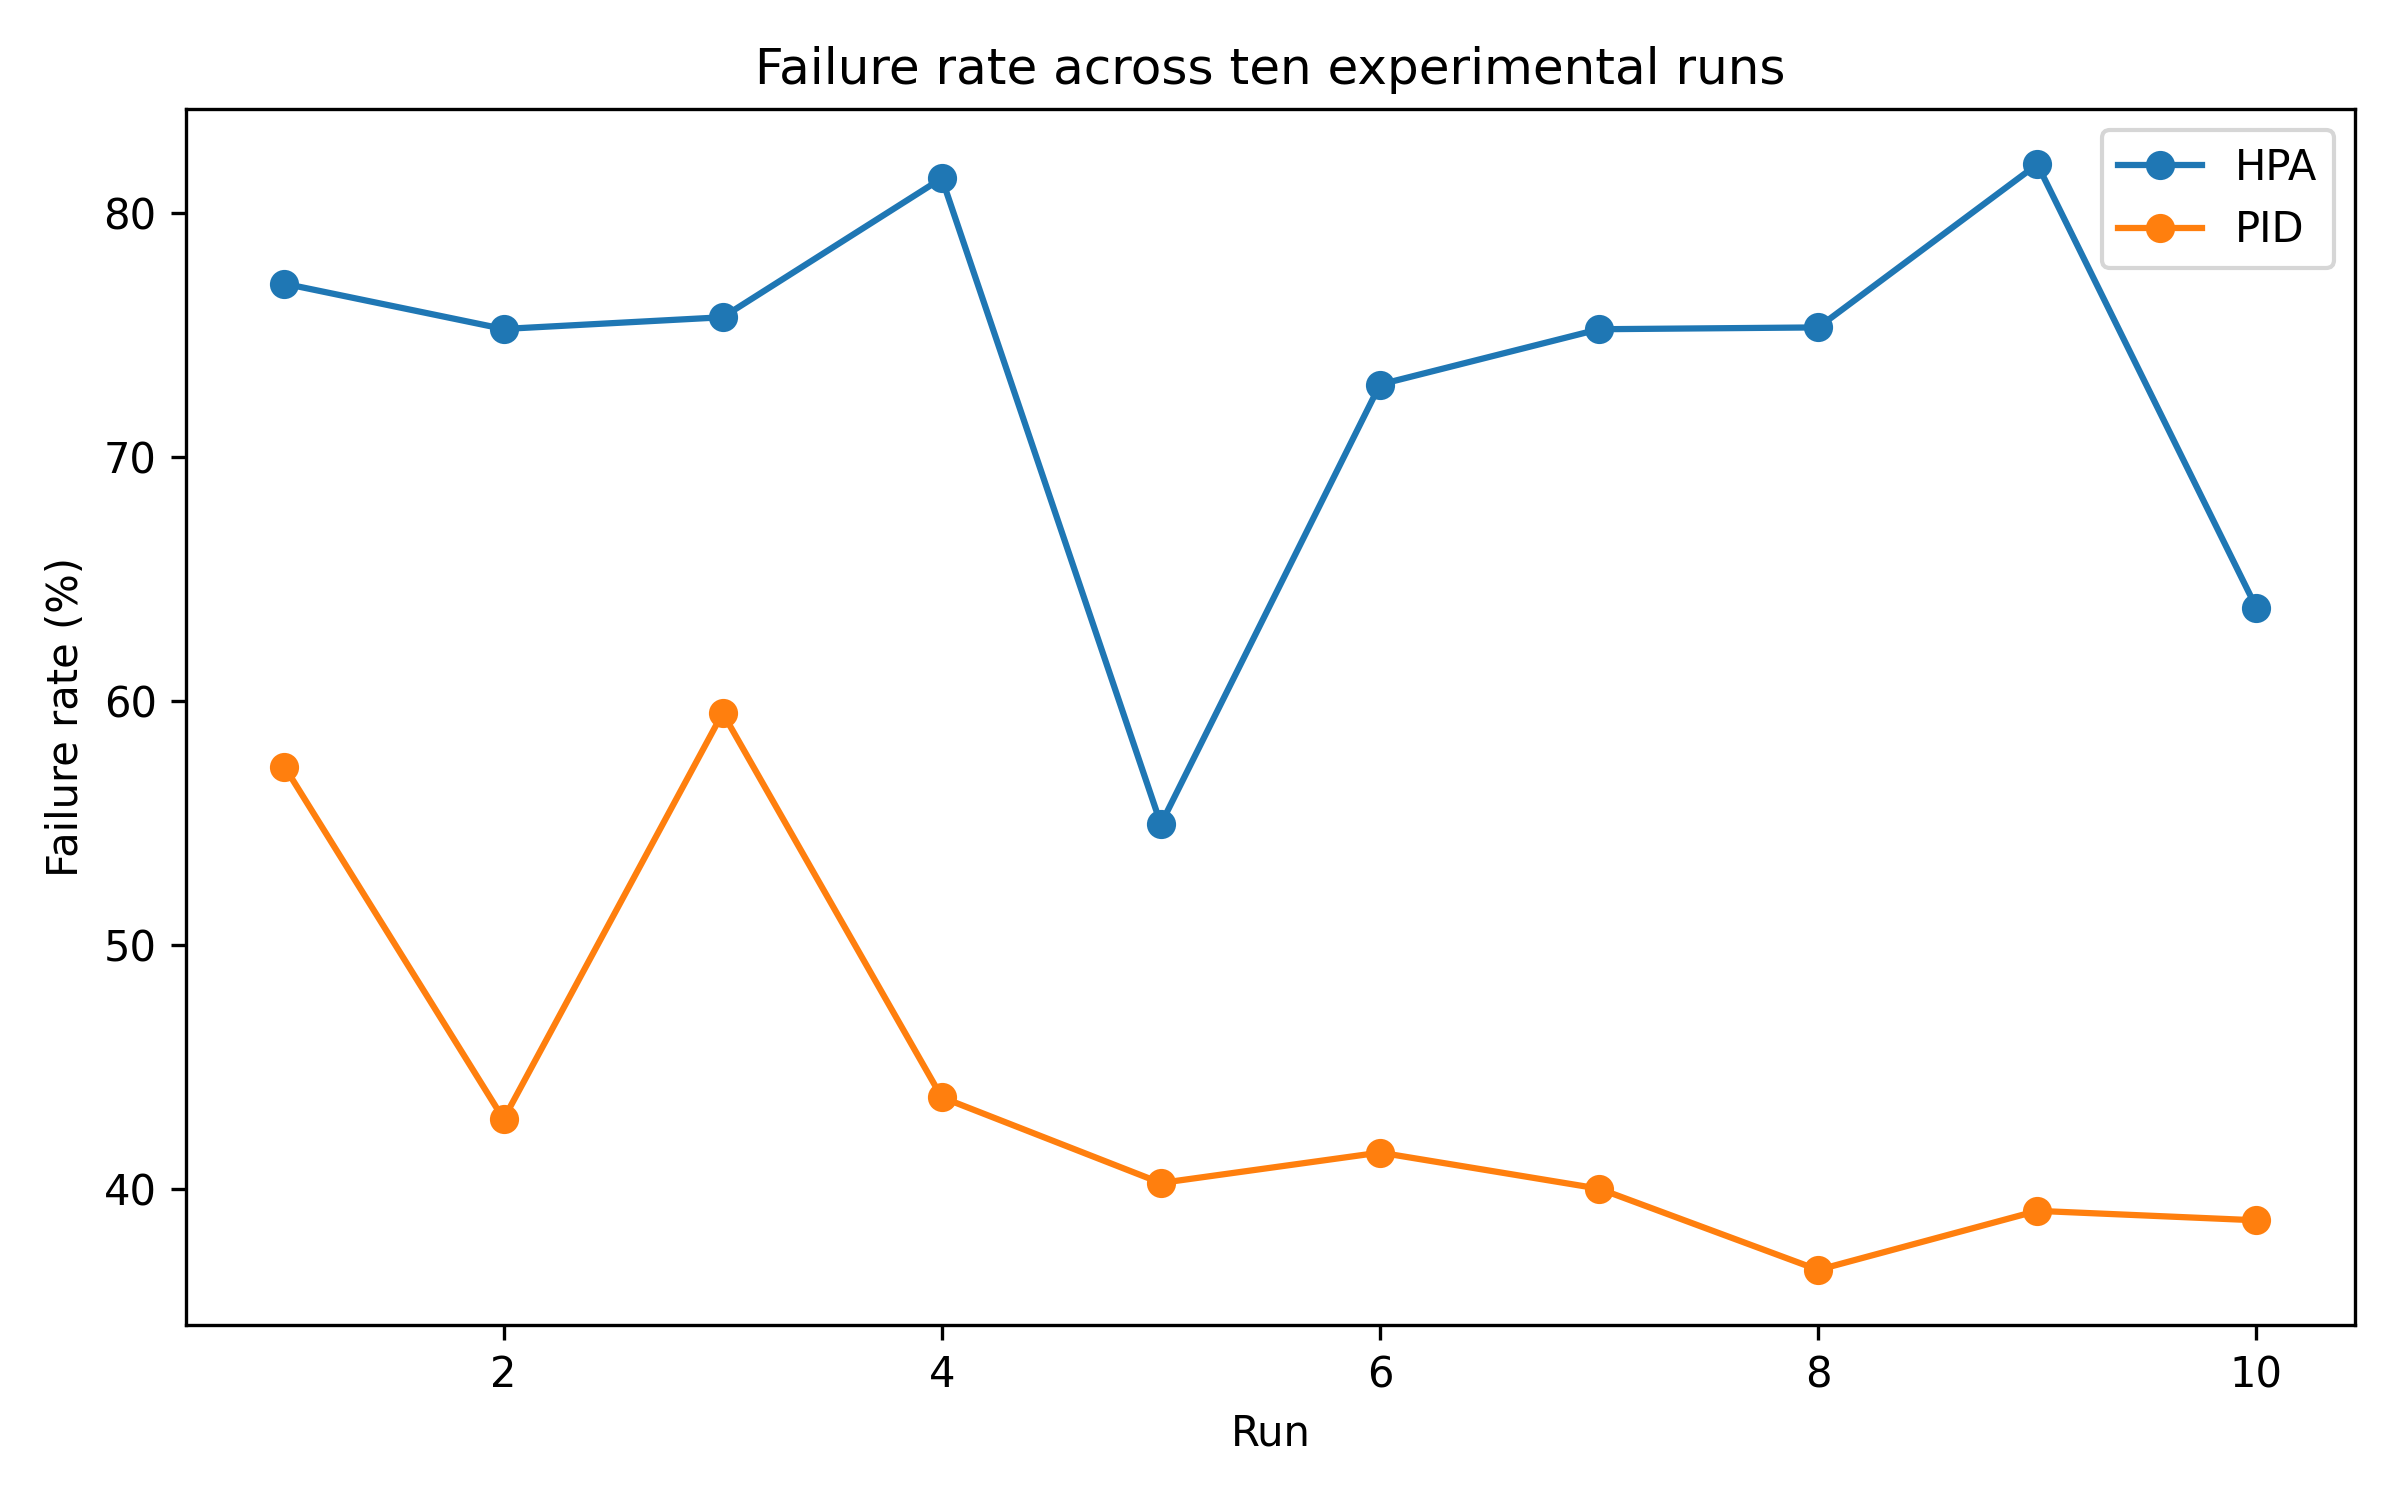 Failure rate across ten experimental runs
HPA
PID
Failure rate (%)
80
70
60
50
40
2 4 6 8 10
Run